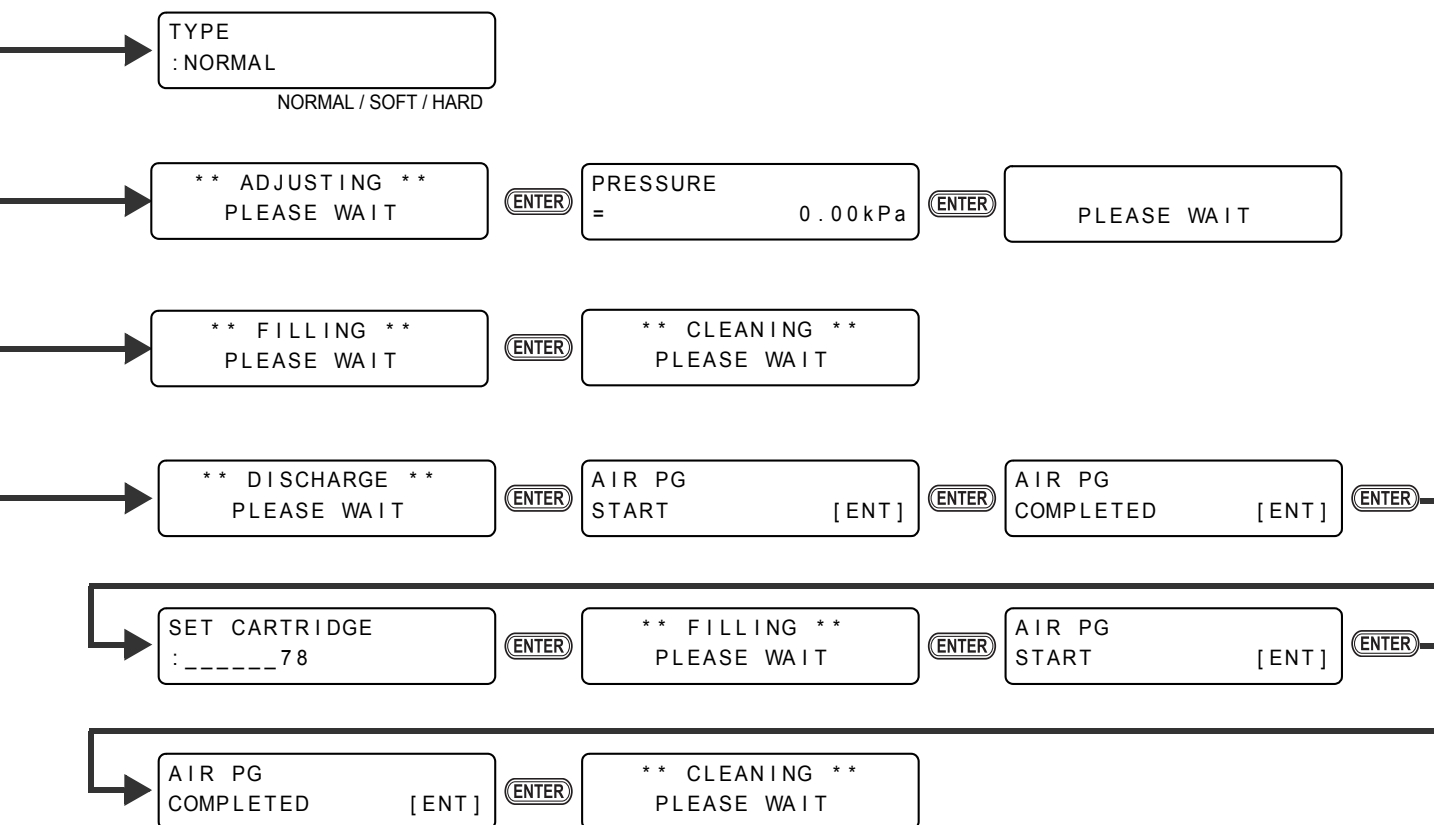 TYPE
:NORMAL
NORMAL / SOFT / HARD
** ADJUSTING **
PLEASE WAIT
ENTER
PRESSURE
= 0.00kPa
ENTER
PLEASE WAIT
** FILLING **
PLEASE WAIT
ENTER
** CLEANING **
PLEASE WAIT
** DISCHARGE **
PLEASE WAIT
ENTER
AIR PG
START [ENT]
ENTER
AIR PG
COMPLETED [ENT]
ENTER
SET CARTRIDGE
:______78
ENTER
** FILLING **
PLEASE WAIT
ENTER
AIR PG
START [ENT]
ENTER
AIR PG
COMPLETED [ENT]
ENTER
** CLEANING **
PLEASE WAIT